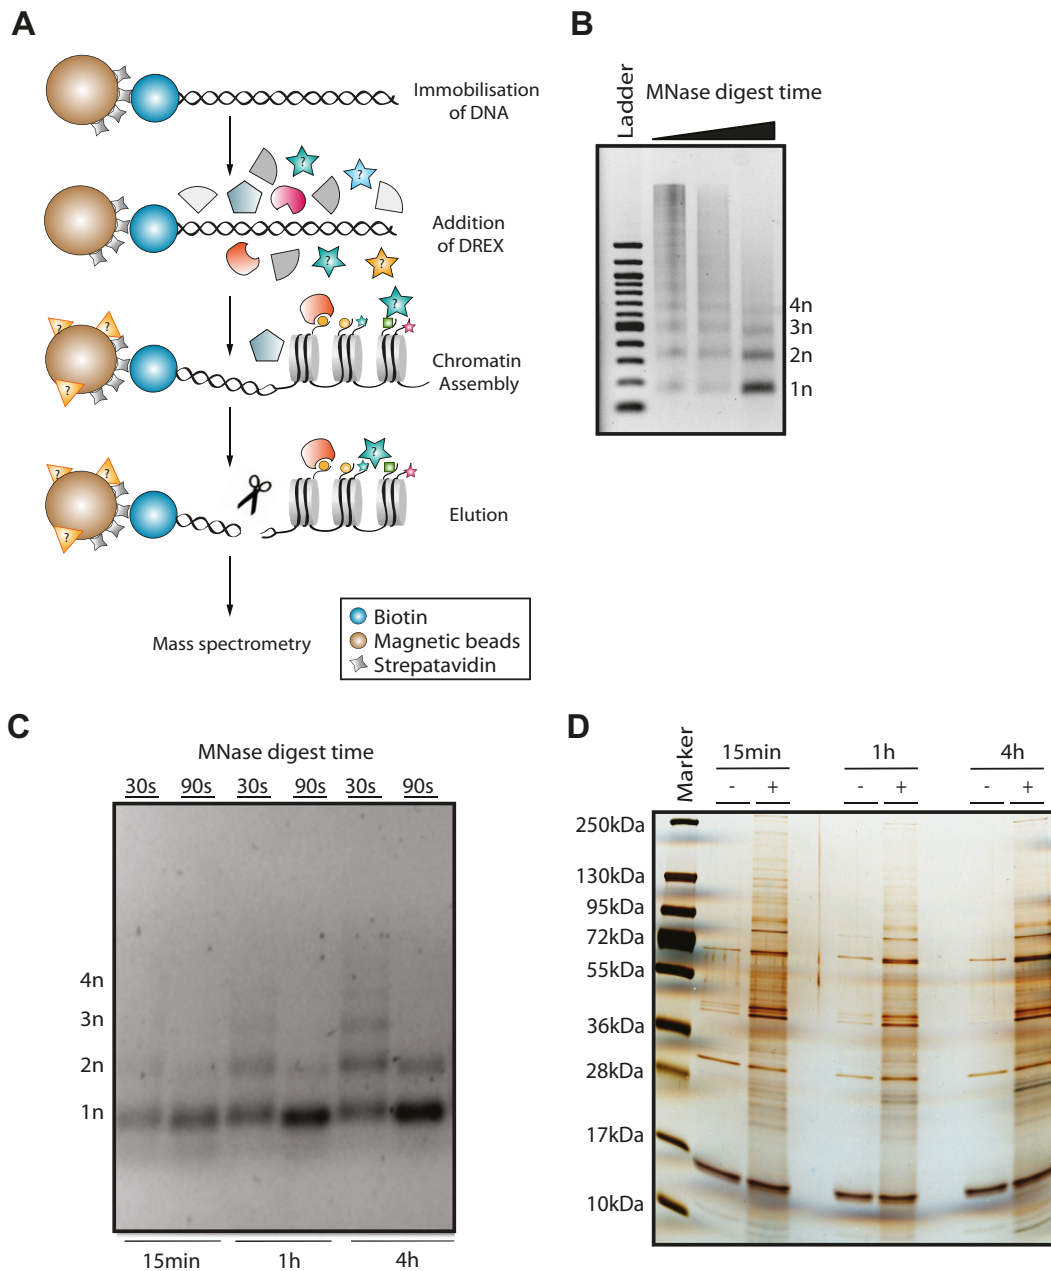 A
Immobilisation
of DNA
? ?
Addition
of DREX
? ?
? ?
?
Chromatin
Assembly
?
? ?
?
Elution
?
Mass spectrometry
Biotin
Magnetic beads
Strepatavidin
B
Ladder
MNase digest time
4n
3n
2n
1n
C
MNase digest time
30s 90s 30s 90s 30s 90s
4n
3n
2n
1n
15min 1h 4h
D
Marker
15min 1h 4h
- + - + - +
250kDa
130kDa
95kDa
72kDa
55kDa
36kDa
28kDa
17kDa
10kDa